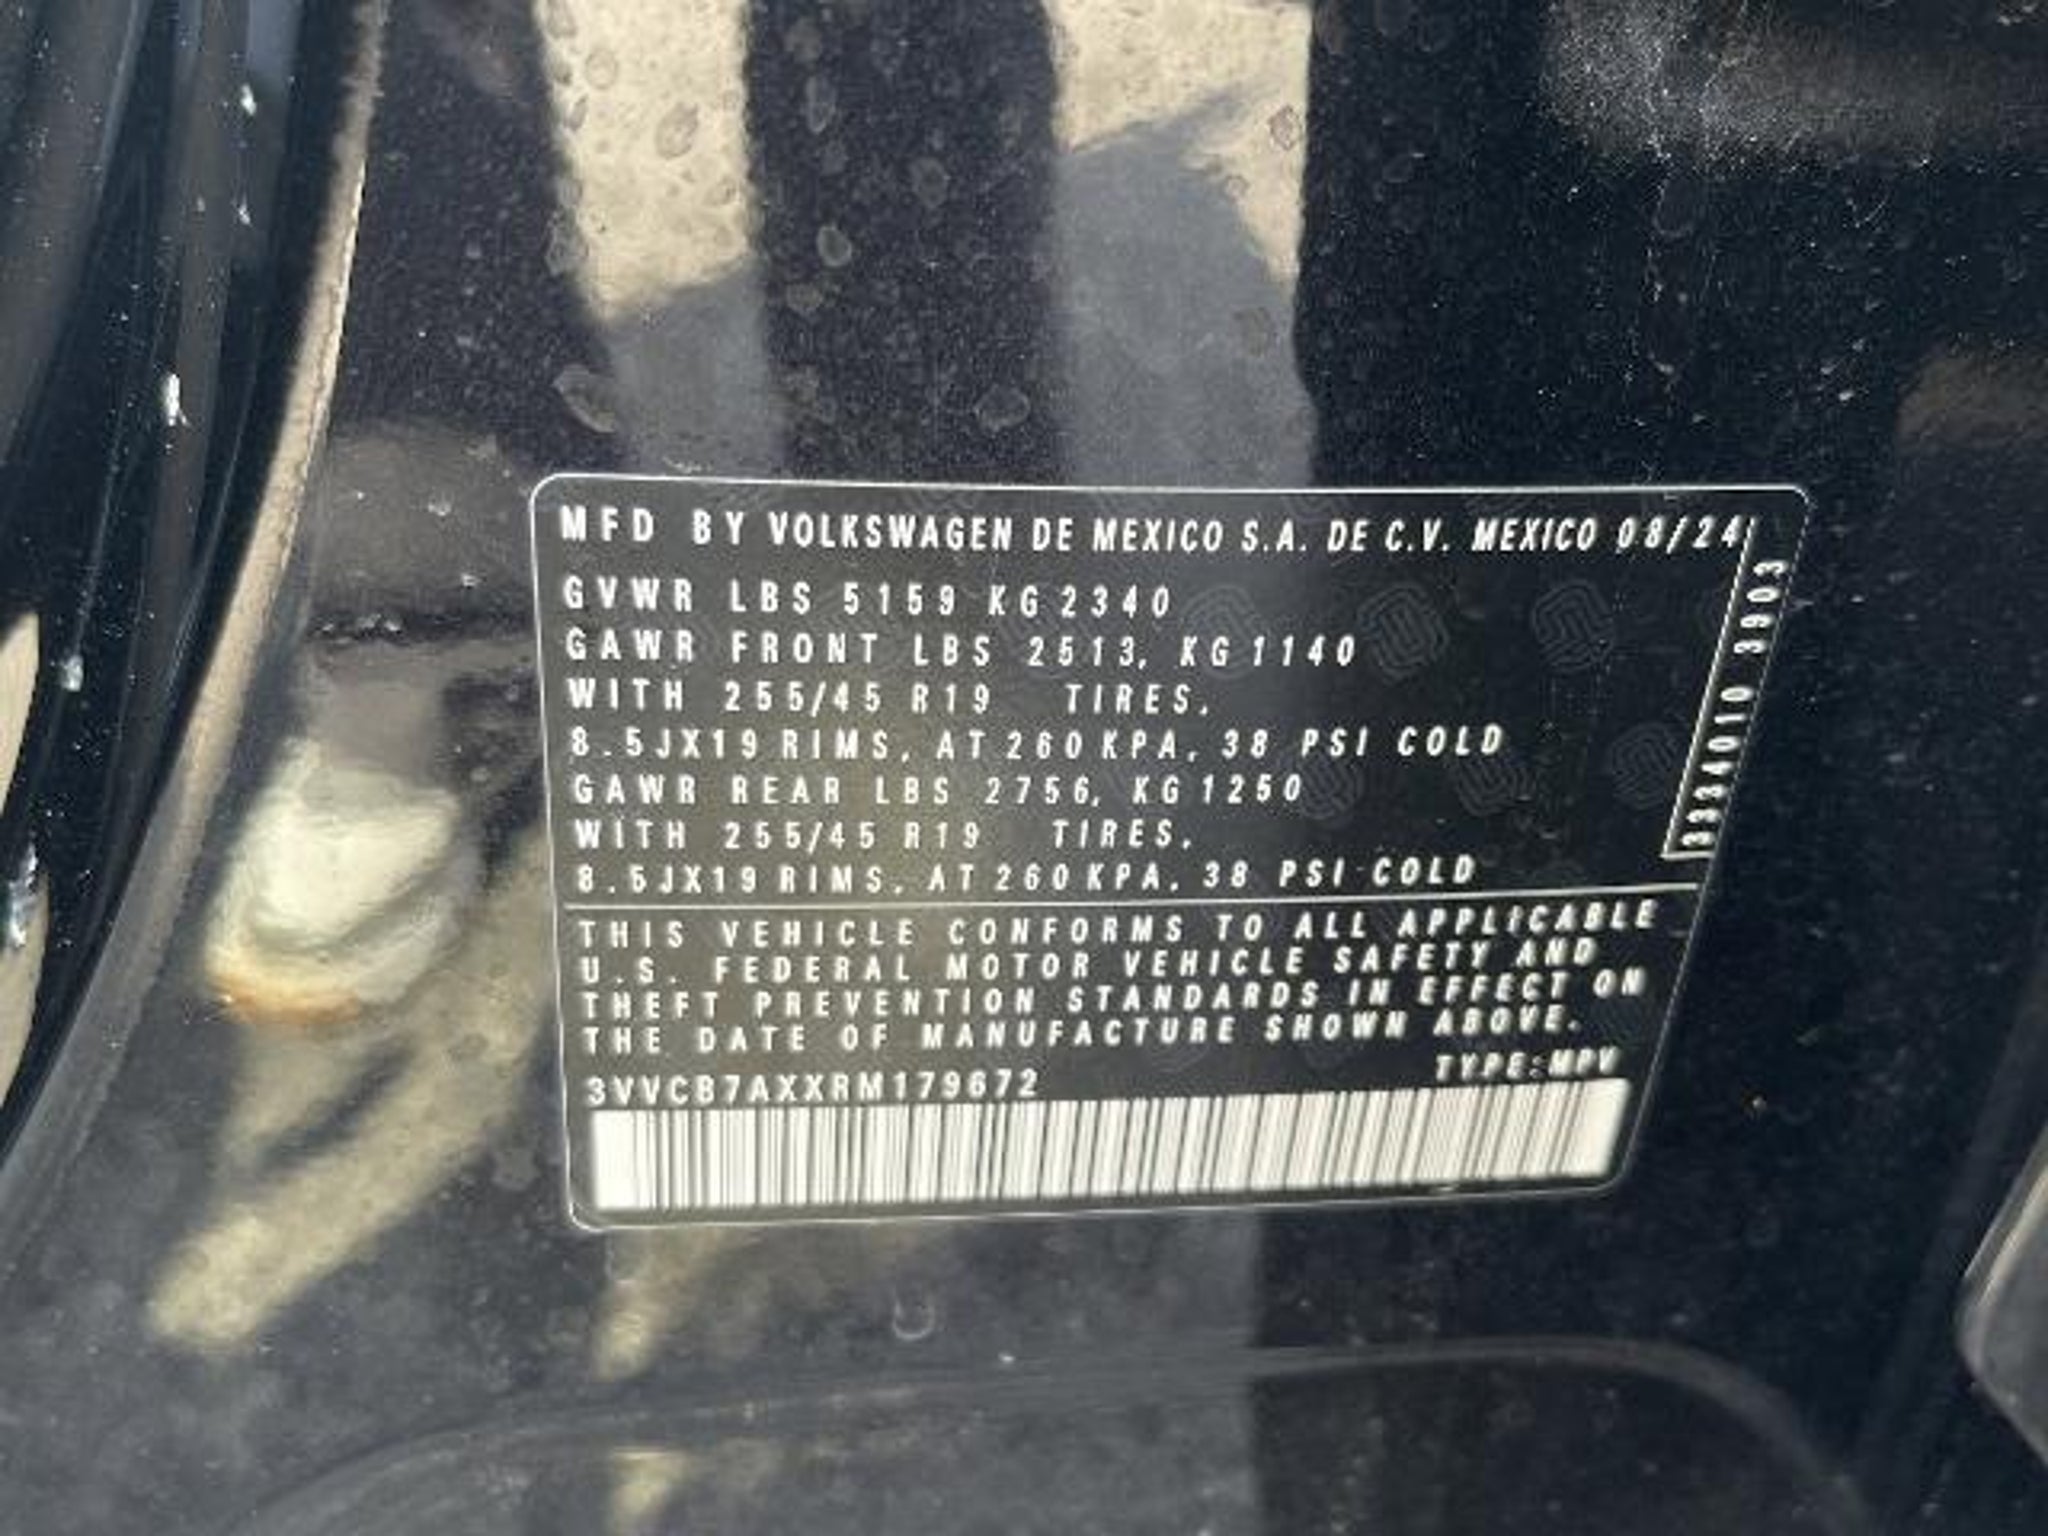 MFD BY VOLKSWAGEN DE MEXICO S.A. DE C.V. MEXICO 08/24
GVWR LBS 5159 KG 2340
GAWR FRONT LBS 2513, KG 1140
WITH 255/45 R19 TIRES,
8.5JX19 RIMS, AT 260 KPA, 38 PSI COLD
GAWR REAR LBS 2756, KG 1250
WITH 255/45 R19 TIRES,
8.5JX19 RIMS, AT 260 KPA, 38 PSI COLD
3334010 3903
THIS VEHICLE CONFORMS TO ALL APPLICABLE
U.S. FEDERAL MOTOR VEHICLE SAFETY AND
THEFT PREVENTION STANDARDS IN EFFECT ON
THE DATE OF MANUFACTURE SHOWN ABOVE.
3VVCB7AXXRM179672 TYPE:MPV